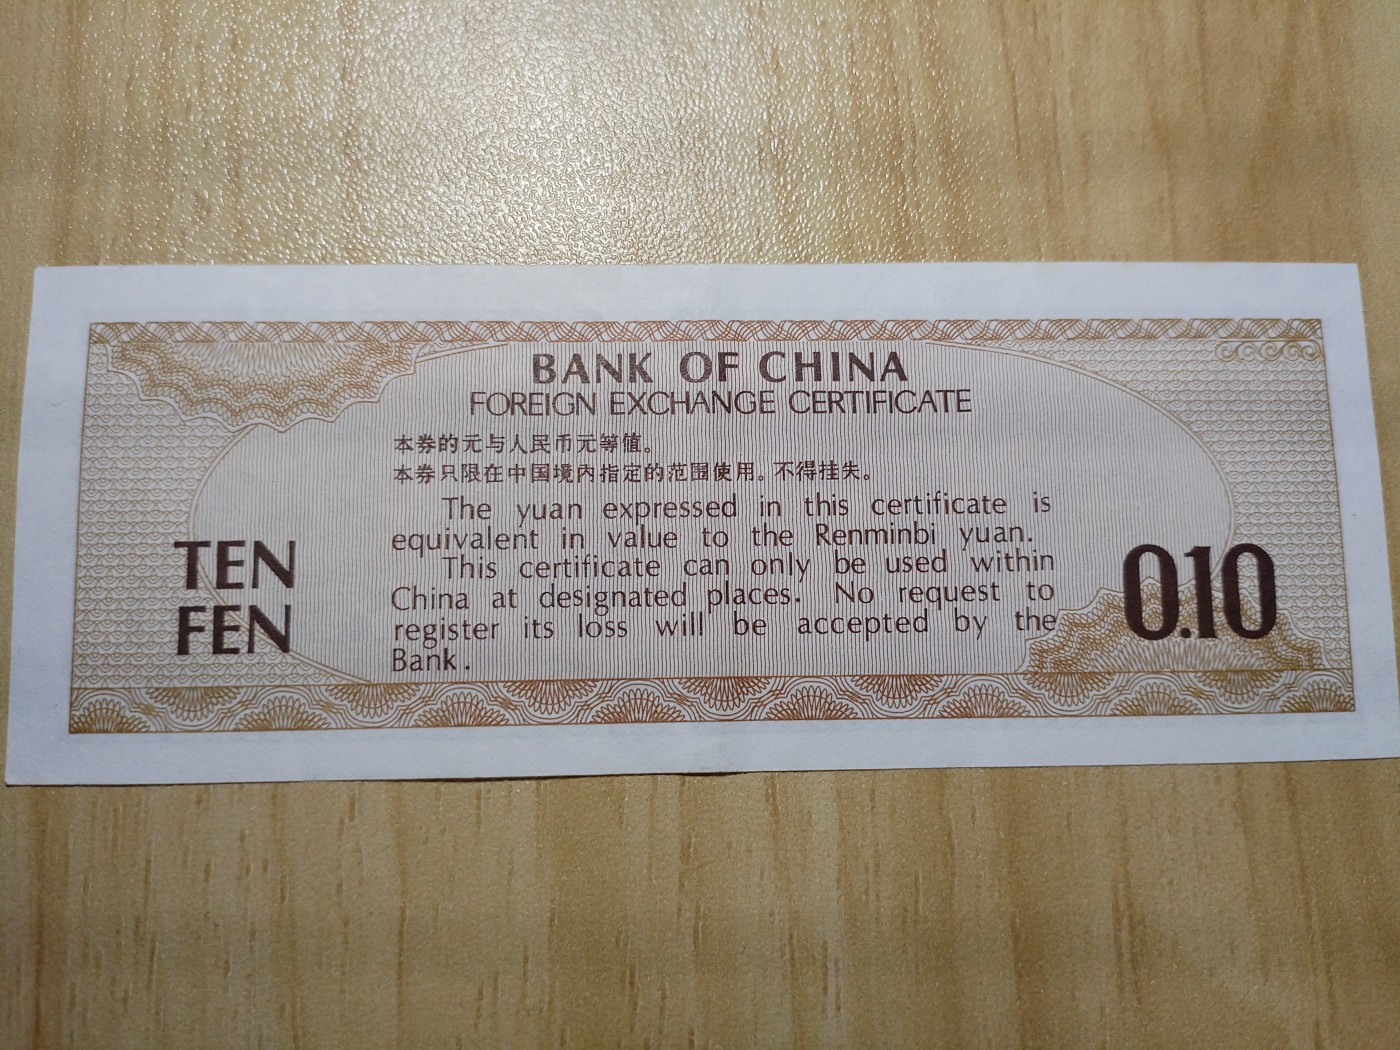 BANK OF CHINA
FOREIGN EXCHANGE CERTIFICATE
本券的元与人民币元等值。
本券只限在中国境内指定的范围使用。不得挂失。
The yuan expressed in this certificate is
equivalent in value to the Renminbi yuan.
This certificate can only be used within
China at designated places. No request to
register its loss will be accepted by the
Bank.
TEN
FEN
0.10